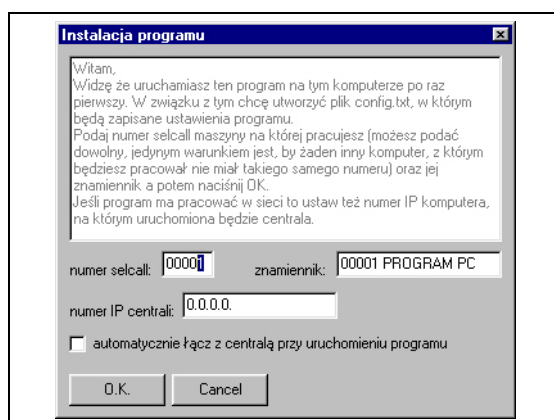 Instalacja programu
Witam,
Widzę że uruchamiasz ten program na tym komputerze po raz
pierwszy. W związku z tym chcę utworzyć plik config.txt, w którym
będą zapisane ustawienia programu.
Podaj numer selcall maszyny na której pracujesz (możesz podać
dowolny, jedynym warunkiem jest, by żaden inny komputer, z którym
będziesz pracował nie miał takiego samego numeru) oraz jej
znamiennik a potem naciśnij OK.
Jeśli program ma pracować w sieci to ustaw też numer IP komputera,
na którym uruchomiona będzie centrala.
numer selcall: 00001 znamiennik: 00001 PROGRAM PC
numer IP centrali: 0.0.0.0.
automatycznie łącz z centralą przy uruchomieniu programu
O.K. Cancel